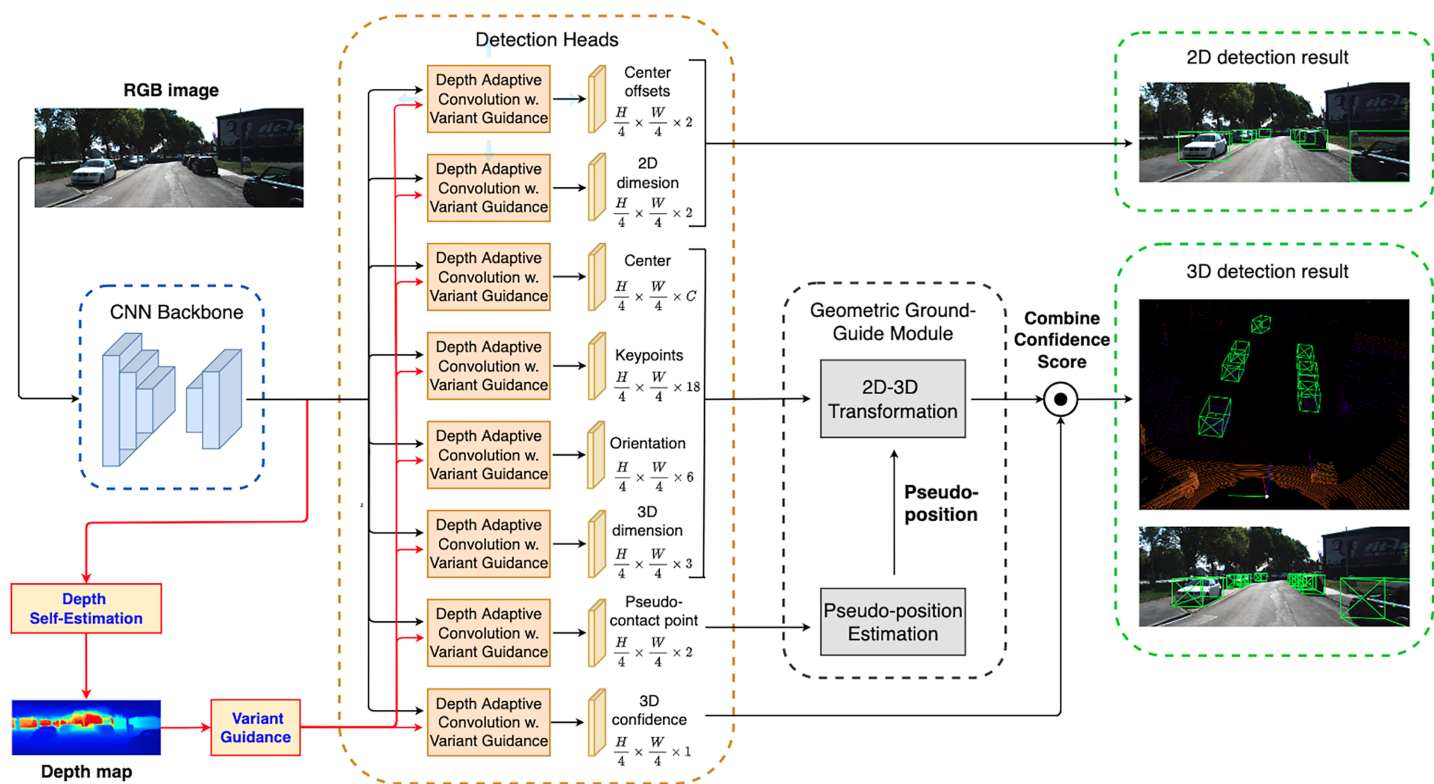 RGB image
CNN Backbone
Depth
Self-Estimation
Depth map
Variant
Guidance
Detection Heads
Depth Adaptive
Convolution w.
Variant Guidance
Center
offsets
H/4 × W/4 × 2
Depth Adaptive
Convolution w.
Variant Guidance
2D
dimesion
H/4 × W/4 × 2
Depth Adaptive
Convolution w.
Variant Guidance
Center
H/4 × W/4 × C
Depth Adaptive
Convolution w.
Variant Guidance
Keypoints
H/4 × W/4 × 18
Depth Adaptive
Convolution w.
Variant Guidance
Orientation
H/4 × W/4 × 6
z
Depth Adaptive
Convolution w.
Variant Guidance
3D
dimension
H/4 × W/4 × 3
Depth Adaptive
Convolution w.
Variant Guidance
Pseudo-
contact point
H/4 × W/4 × 2
Depth Adaptive
Convolution w.
Variant Guidance
3D
confidence
H/4 × W/4 × 1
Geometric Ground-
Guide Module
2D-3D
Transformation
Pseudo-
position
Pseudo-position
Estimation
Combine
Confidence
Score
2D detection result
3D detection result